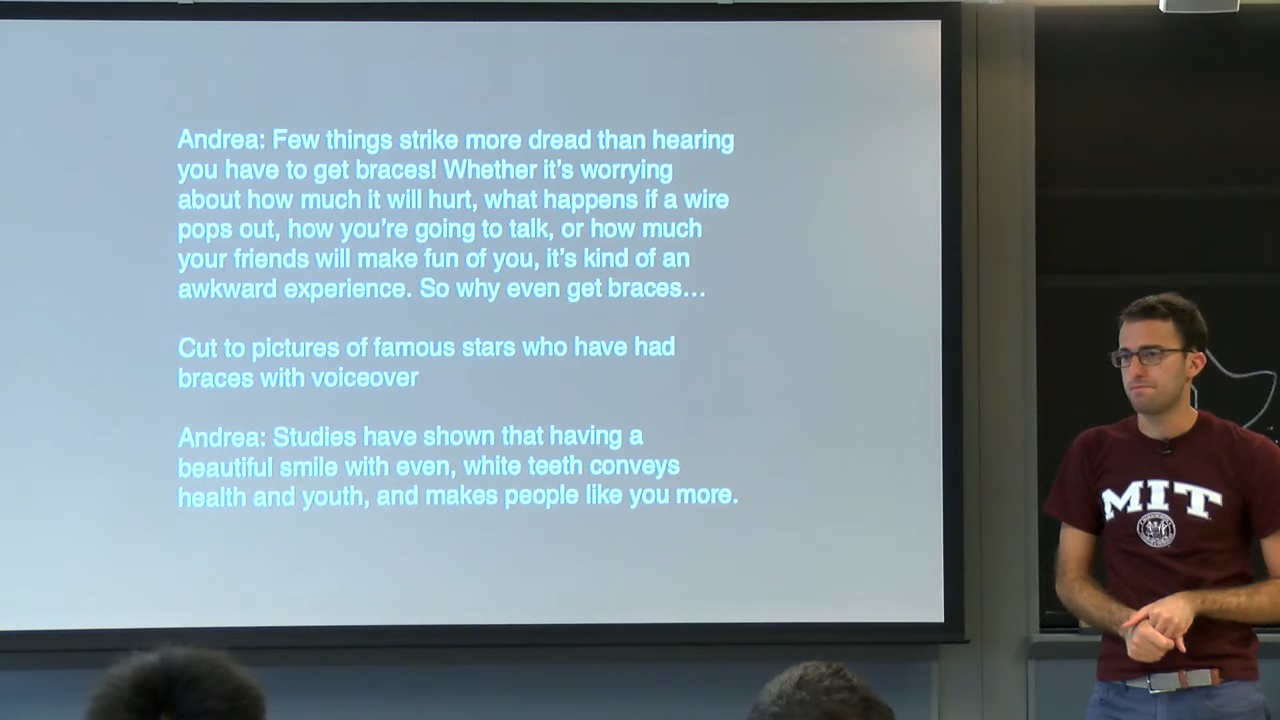 Andrea: Few things strike more dread than hearing
you have to get braces! Whether it's worrying
about how much it will hurt, what happens if a wire
pops out, how you're going to talk, or how much
your friends will make fun of you, it's kind of an
awkward experience. So why even get braces…
Cut to pictures of famous stars who have had
braces with voiceover
Andrea: Studies have shown that having a
beautiful smile with even, white teeth conveys
health and youth, and makes people like you more.
MIT